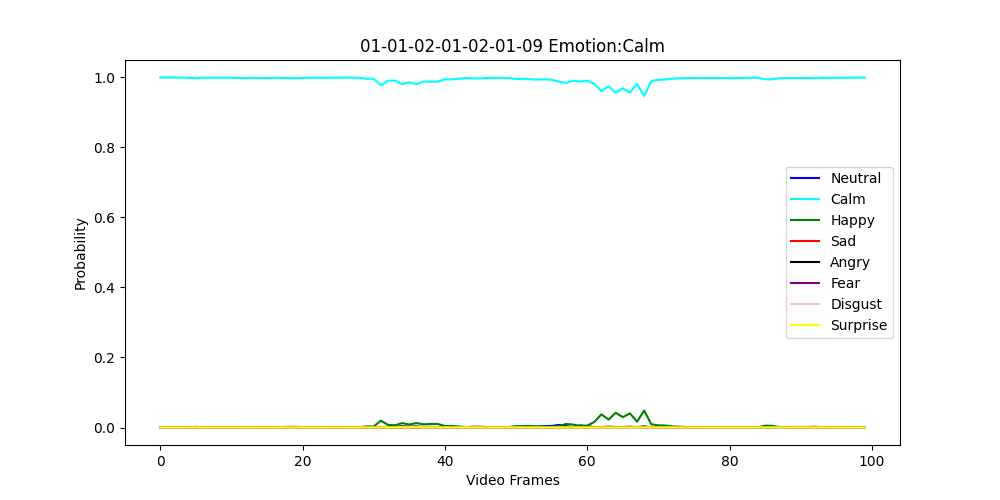 01-01-02-01-02-01-09 Emotion:Calm
1.0
0.8
0.6
0.4
0.2
0.0
Probability
0
20
40
60
80
100
Video Frames
Neutral
Calm
Happy
Sad
Angry
Fear
Disgust
Surprise